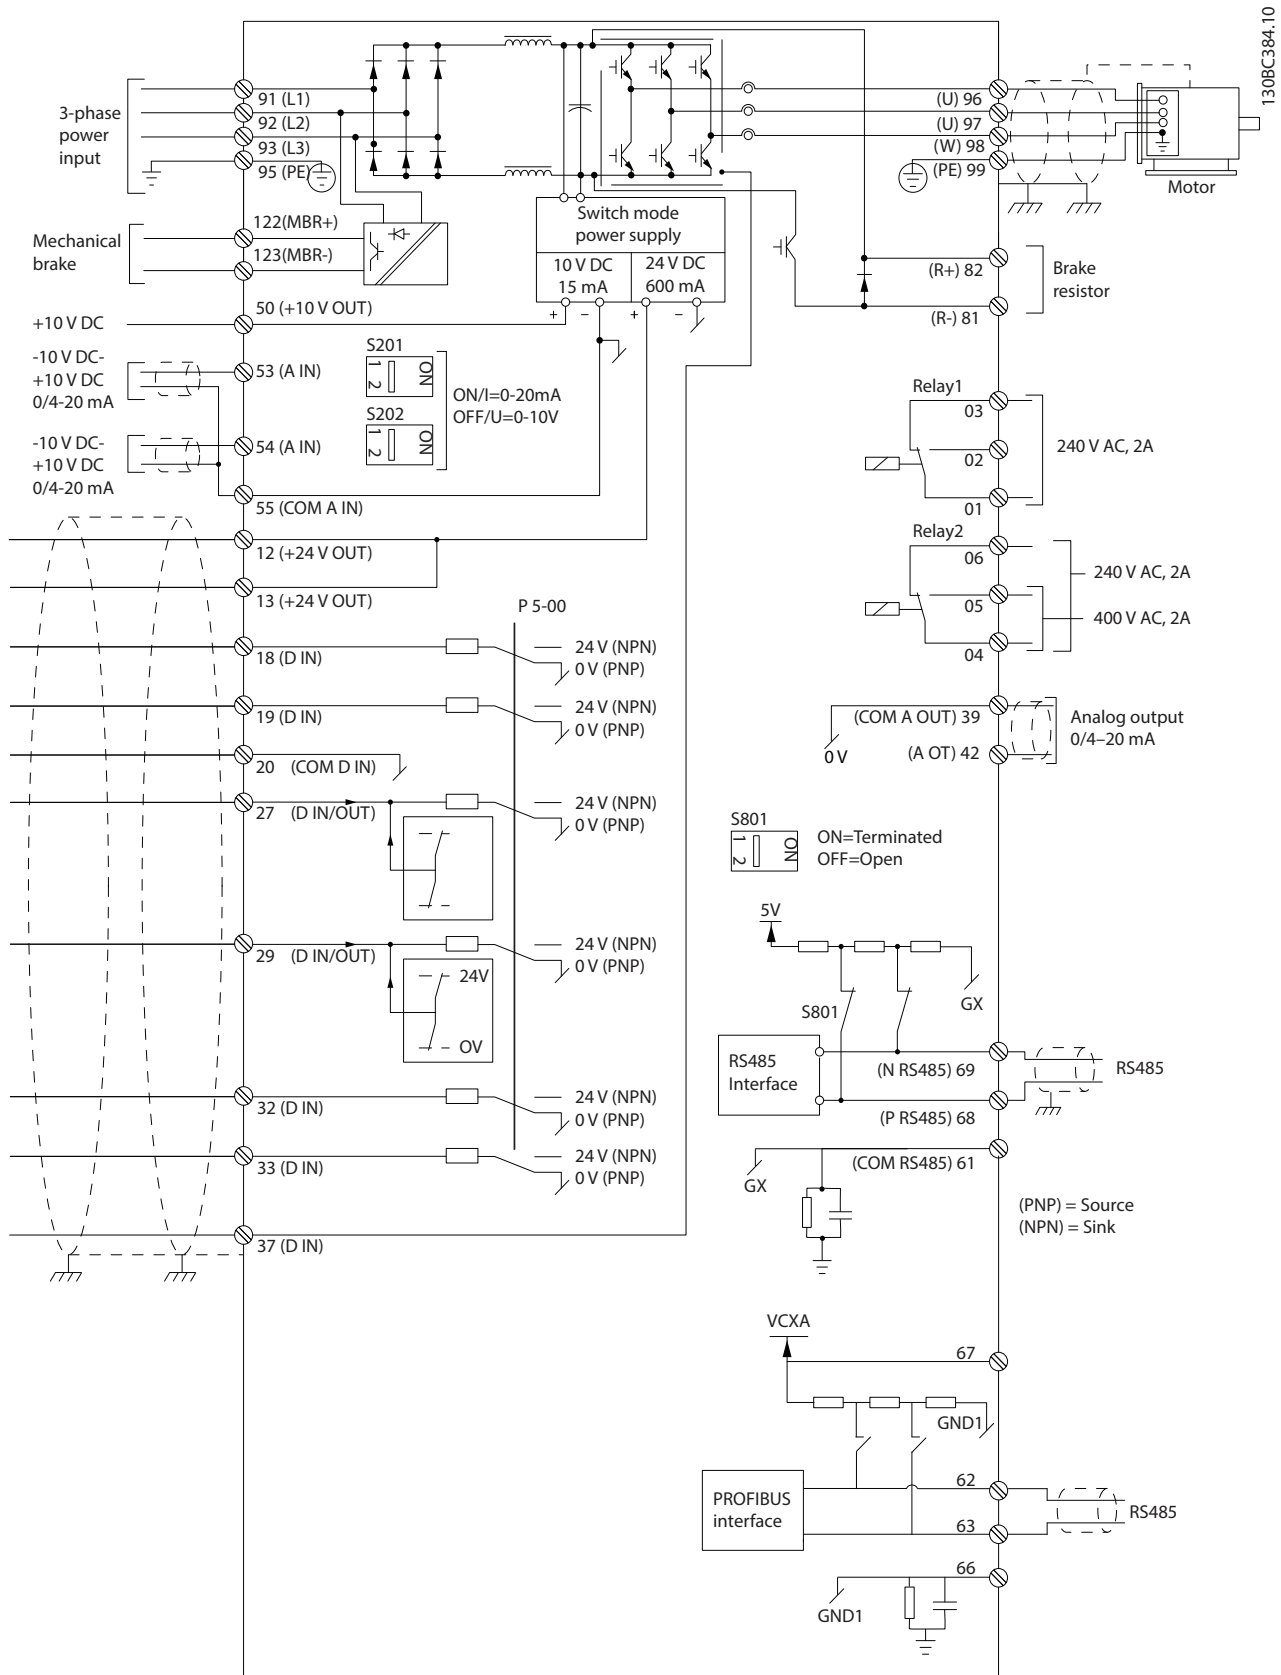 130BC384.10
3-phase
power
input
91 (L1)
92 (L2)
93 (L3)
95 (PE)
(U) 96
(U) 97
(W) 98
(PE) 99
Motor
Mechanical
brake
122(MBR+)
123(MBR-)
Switch mode
power supply
10 V DC
15 mA
24 V DC
600 mA
+
−
+
−
(R+) 82
(R-) 81
Brake
resistor
+10 V DC
50 (+10 V OUT)
-10 V DC-
+10 V DC
0/4-20 mA
53 (A IN)
S201
1
2
ON
S202
1
2
ON
ON/I=0-20mA
OFF/U=0-10V
-10 V DC-
+10 V DC
0/4-20 mA
54 (A IN)
55 (COM A IN)
12 (+24 V OUT)
13 (+24 V OUT)
Relay1
03
02
01
240 V AC, 2A
Relay2
06
05
04
240 V AC, 2A
400 V AC, 2A
P 5-00
18 (D IN)
24 V (NPN)
0 V (PNP)
19 (D IN)
24 V (NPN)
0 V (PNP)
20 (COM D IN)
27 (D IN/OUT)
24 V (NPN)
0 V (PNP)
29 (D IN/OUT)
24 V (NPN)
0 V (PNP)
24V
OV
32 (D IN)
24 V (NPN)
0 V (PNP)
33 (D IN)
24 V (NPN)
0 V (PNP)
37 (D IN)
(COM A OUT) 39
0 V
(A OT) 42
Analog output
0/4–20 mA
S801
1
2
ON
ON=Terminated
OFF=Open
5V
GX
S801
RS485
Interface
(N RS485) 69
(P RS485) 68
RS485
(COM RS485) 61
GX
(PNP) = Source
(NPN) = Sink
VCXA
67
GND1
PROFIBUS
interface
62
63
RS485
66
GND1